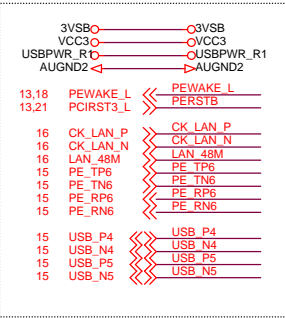 3VSB 3VSB
VCC3 VCC3
USBPWR_R1 USBPWR_R1
AUGND2 AUGND2
13,18 PEWAKE_L PEWAKE_L
13,21 PCIRST3_L PERSTB
16 CK_LAN_P CK_LAN_P
16 CK_LAN_N CK_LAN_N
16 LAN_48M LAN_48M
15 PE_TP6 PE_TP6
15 PE_TN6 PE_TN6
15 PE_RP6 PE_RP6
15 PE_RN6 PE_RN6
15 USB_P4 USB_P4
15 USB_N4 USB_N4
15 USB_P5 USB_P5
15 USB_N5 USB_N5